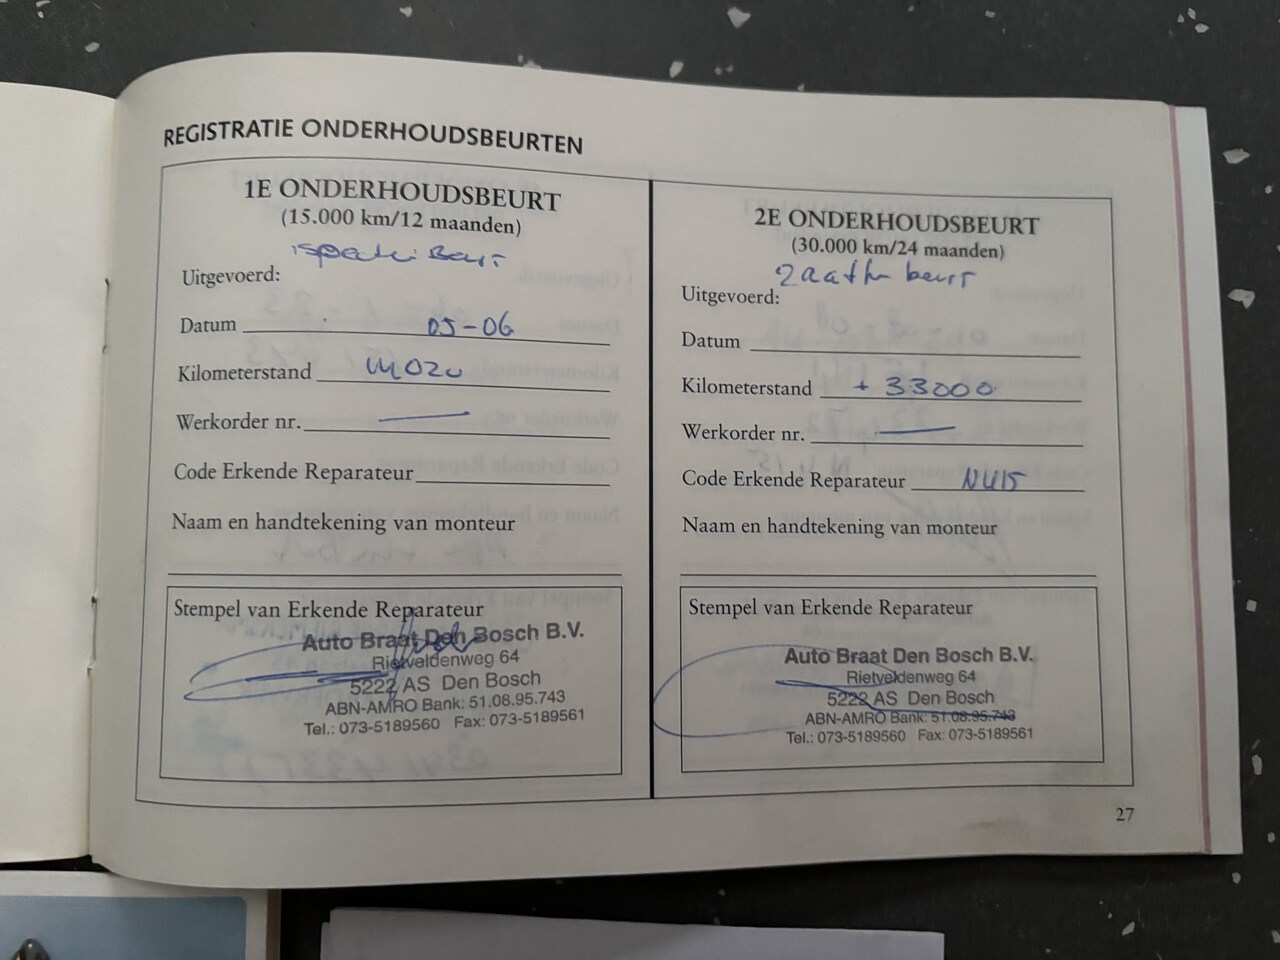 REGISTRATIE ONDERHOUDSBEURTEN
1E ONDERHOUDSBEURT
(15.000 km/12 maanden)
Uitgevoerd:
Datum 05-06
Kilometerstand
Werkorder nr. —
Code Erkende Reparateur
Naam en handtekening van monteur
Stempel van Erkende Reparateur
Auto Braat Den Bosch B.V.
Rietveldenweg 64
5222 AS Den Bosch
ABN-AMRO Bank: 51.08.95.743
Tel.: 073-5189560 Fax: 073-5189561
2E ONDERHOUDSBEURT
(30.000 km/24 maanden)
beurt
Uitgevoerd:
Datum
Kilometerstand + 33000
Werkorder nr. —
Code Erkende Reparateur
Naam en handtekening van monteur
Stempel van Erkende Reparateur
Auto Braat Den Bosch B.V.
Rietveldenweg 64
5222 AS Den Bosch
ABN-AMRO Bank: 51.08.95.743
Tel.: 073-5189560 Fax: 073-5189561
27